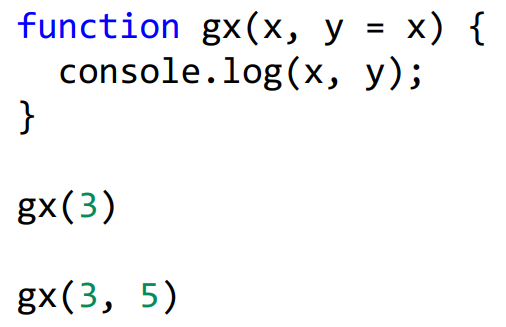 function gx(x, y = x) {
  console.log(x, y);
}
gx(3)
gx(3, 5)